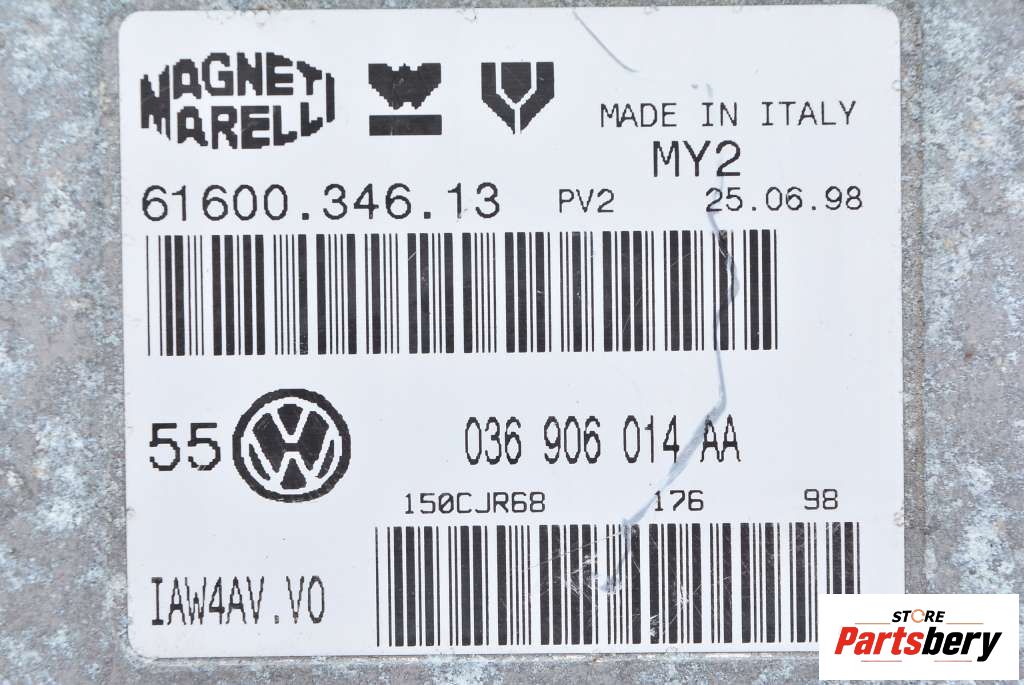 MAGNETI
MARELLI
MADE IN ITALY
MY2
61600.346.13 PV2 25.06.98
55 VW 036 906 014 AA
150CJR68 176 98
IAW4AV.V0
STORE
Partsbery